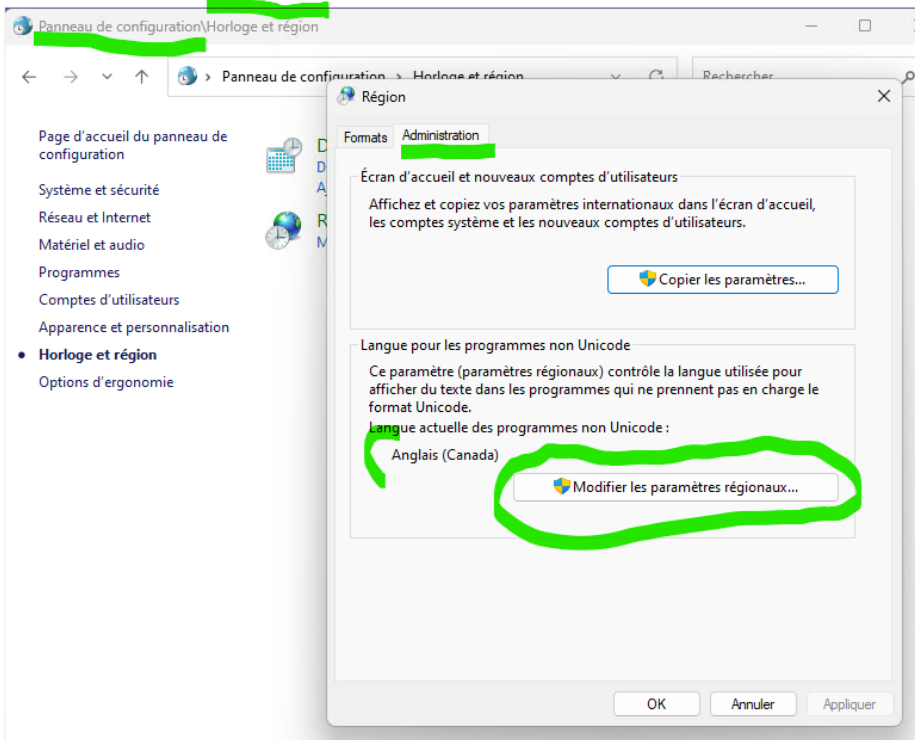 Panneau de configuration\Horloge et région
Panneau de configuration > Horloge et région
Rechercher
Page d'accueil du panneau de
configuration
Système et sécurité
Réseau et Internet
Matériel et audio
Programmes
Comptes d'utilisateurs
Apparence et personnalisation
Horloge et région
Options d'ergonomie
D
D
A
R
M
Région
Formats
Administration
Écran d'accueil et nouveaux comptes d'utilisateurs
Affichez et copiez vos paramètres internationaux dans l'écran d'accueil,
les comptes système et les nouveaux comptes d'utilisateurs.
Copier les paramètres...
Langue pour les programmes non Unicode
Ce paramètre (paramètres régionaux) contrôle la langue utilisée pour
afficher du texte dans les programmes qui ne prennent pas en charge le
format Unicode.
Langue actuelle des programmes non Unicode :
Anglais (Canada)
Modifier les paramètres régionaux...
OK
Annuler
Appliquer